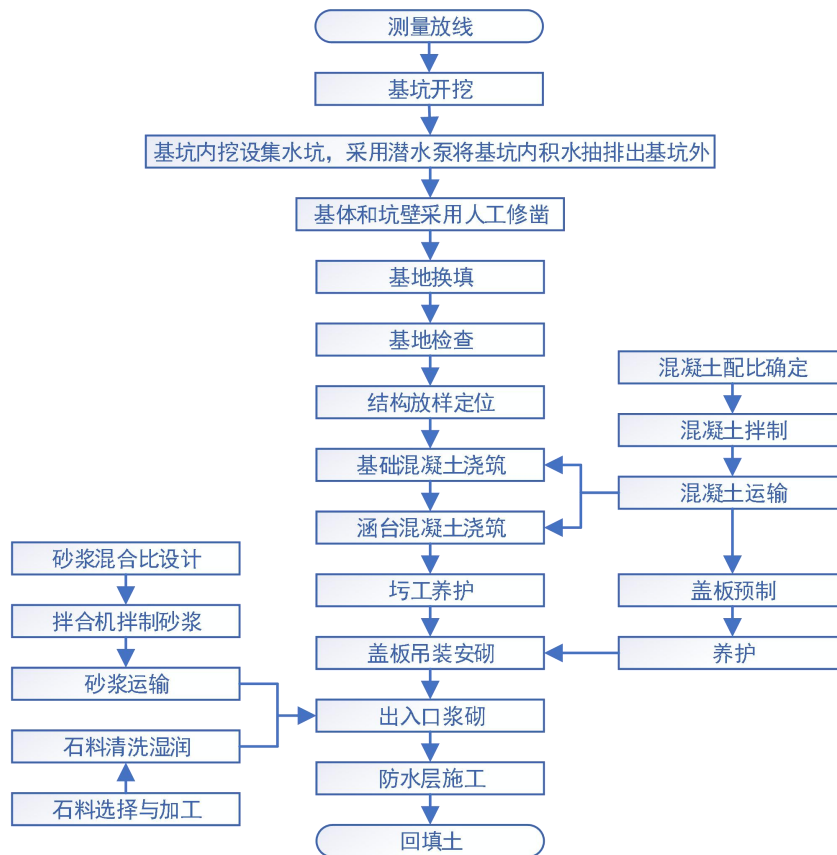 测量放线
基坑开挖
基坑内挖设集水坑，采用潜水泵将基坑内积水抽排出基坑外
基体和坑壁采用人工修凿
基地换填
基地检查
结构放样定位
基础混凝土浇筑
涵台混凝土浇筑
圬工养护
盖板吊装安砌
出入口浆砌
防水层施工
回填土
混凝土配比确定
混凝土拌制
混凝土运输
盖板预制
养护
砂浆混合比设计
拌合机拌制砂浆
砂浆运输
石料清洗湿润
石料选择与加工